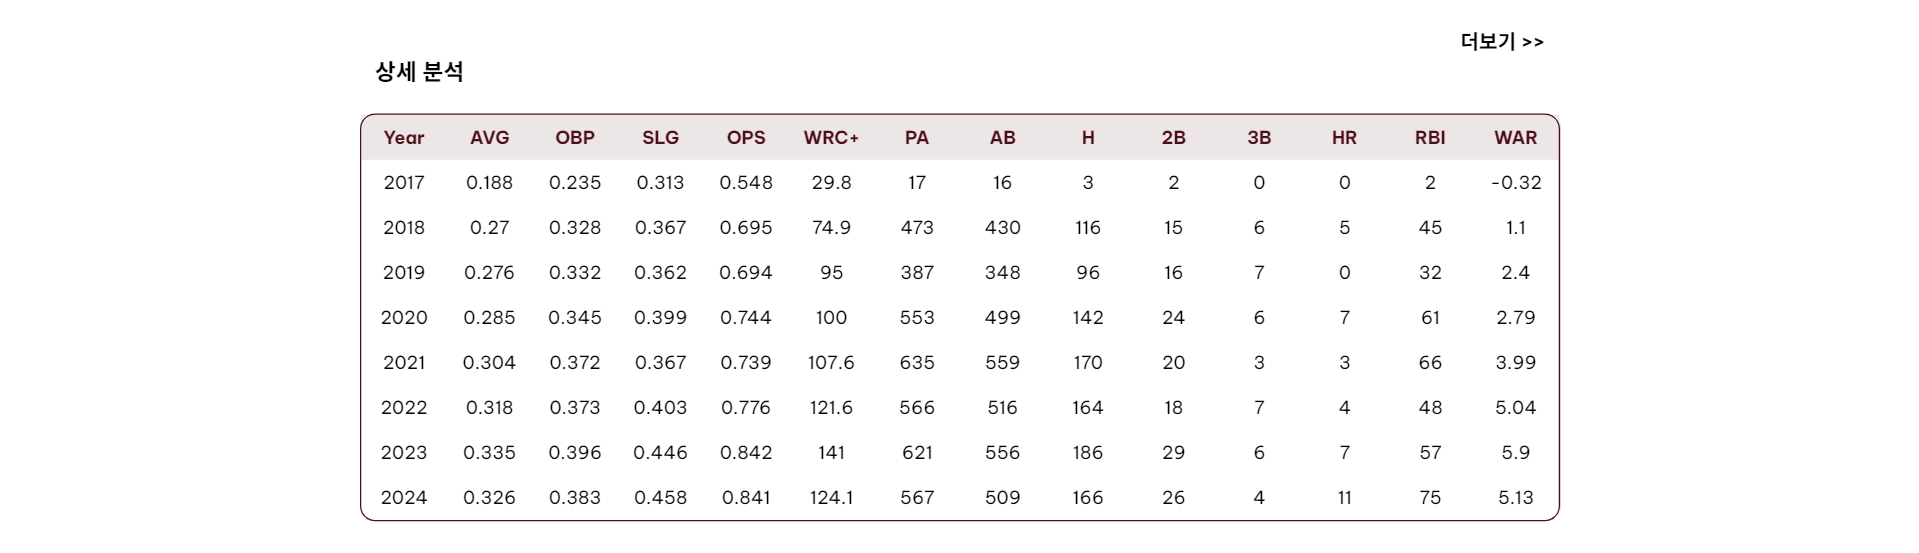 더보기 >>
상세 분석
Year AVG OBP SLG OPS WRC+ PA AB H 2B 3B HR RBI WAR
2017 0.188 0.235 0.313 0.548 29.8 17 16 3 2 0 0 2 -0.32
2018 0.27 0.328 0.367 0.695 74.9 473 430 116 15 6 5 45 1.1
2019 0.276 0.332 0.362 0.694 95 387 348 96 16 7 0 32 2.4
2020 0.285 0.345 0.399 0.744 100 553 499 142 24 6 7 61 2.79
2021 0.304 0.372 0.367 0.739 107.6 635 559 170 20 3 3 66 3.99
2022 0.318 0.373 0.403 0.776 121.6 566 516 164 18 7 4 48 5.04
2023 0.335 0.396 0.446 0.842 141 621 556 186 29 6 7 57 5.9
2024 0.326 0.383 0.458 0.841 124.1 567 509 166 26 4 11 75 5.13